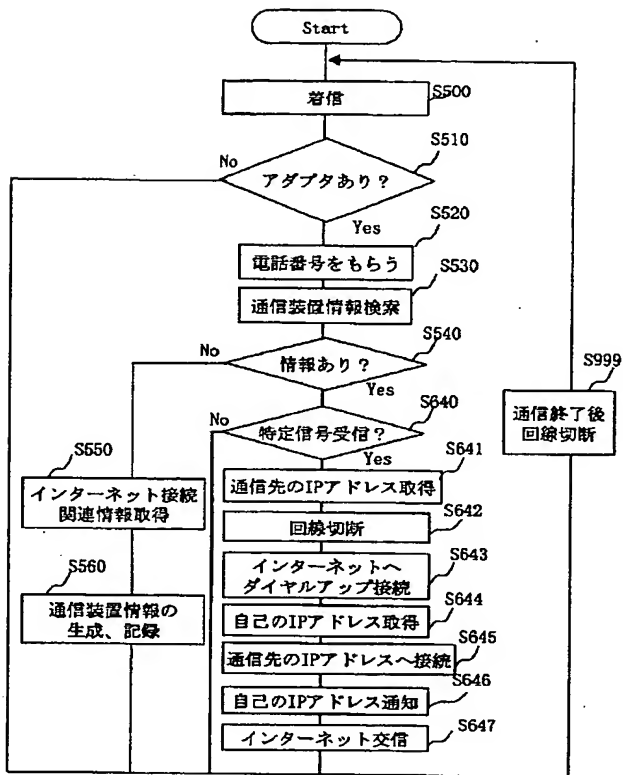 Start
着信
S500
S510
No
アダプタあり？
Yes
S520
電話番号をもらう
S530
通信装置情報検索
S540
No
情報あり？
Yes
S640
No
特定信号受信？
Yes
S999
通信終了後
回線切断
S550
インターネット接続
関連情報取得
S641
通信先のIPアドレス取得
S642
回線切断
S643
インターネットへ
ダイヤルアップ接続
S560
通信装置情報の
生成、記録
S644
自己のIPアドレス取得
S645
通信先のIPアドレスへ接続
S646
自己のIPアドレス通知
S647
インターネット交信